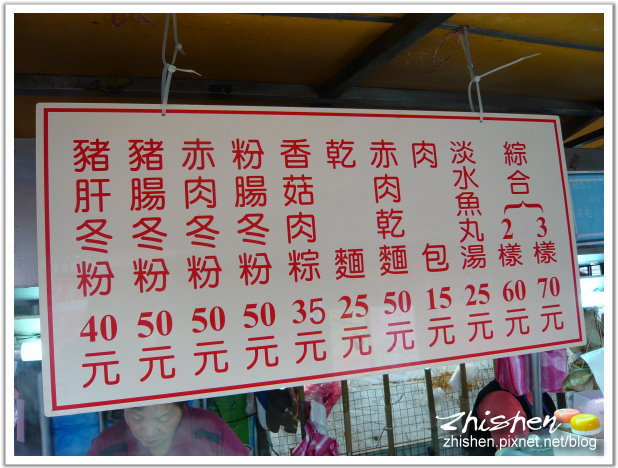 豬肝冬粉 40元
豬腸冬粉 50元
赤肉冬粉 50元
粉腸冬粉 50元
香菇肉粽 35元
乾麵 25元
赤肉乾麵 50元
肉包 15元
淡水魚丸湯 25元
綜合{
2樣 60元
3樣 70元
Zhishen
zhishen.pixnet.net/blog